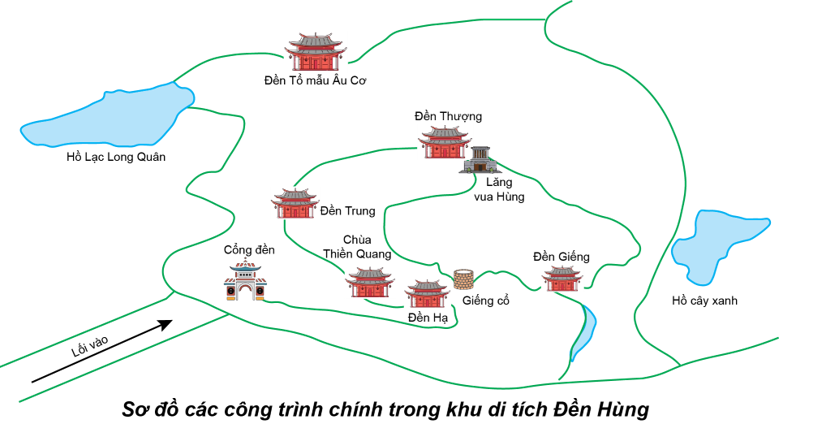 Đền Tổ mẫu Âu Cơ
Đền Thượng
Hồ Lạc Long Quân
Lăng
vua Hùng
Đền Trung
Cổng đền
Chùa
Thiền Quang
Đền Giếng
Giếng cổ
Hồ cây xanh
Đền Hạ
Lối vào
Sơ đồ các công trình chính trong khu di tích Đền Hùng